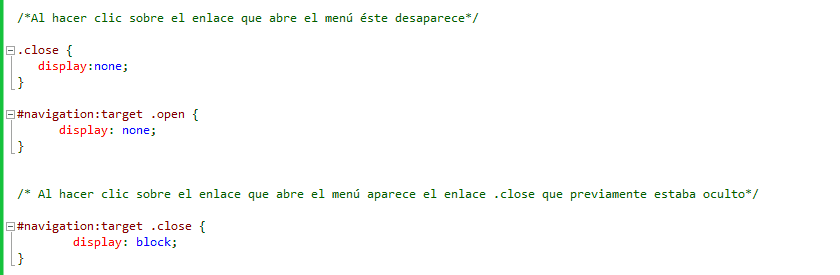 /*Al hacer clic sobre el enlace que abre el menú éste desaparece*/
.close {
display:none;
}
#navigation:target .open {
display: none;
}
/* Al hacer clic sobre el enlace que abre el menú aparece el enlace .close que previamente estaba oculto*/
#navigation:target .close {
display: block;
}